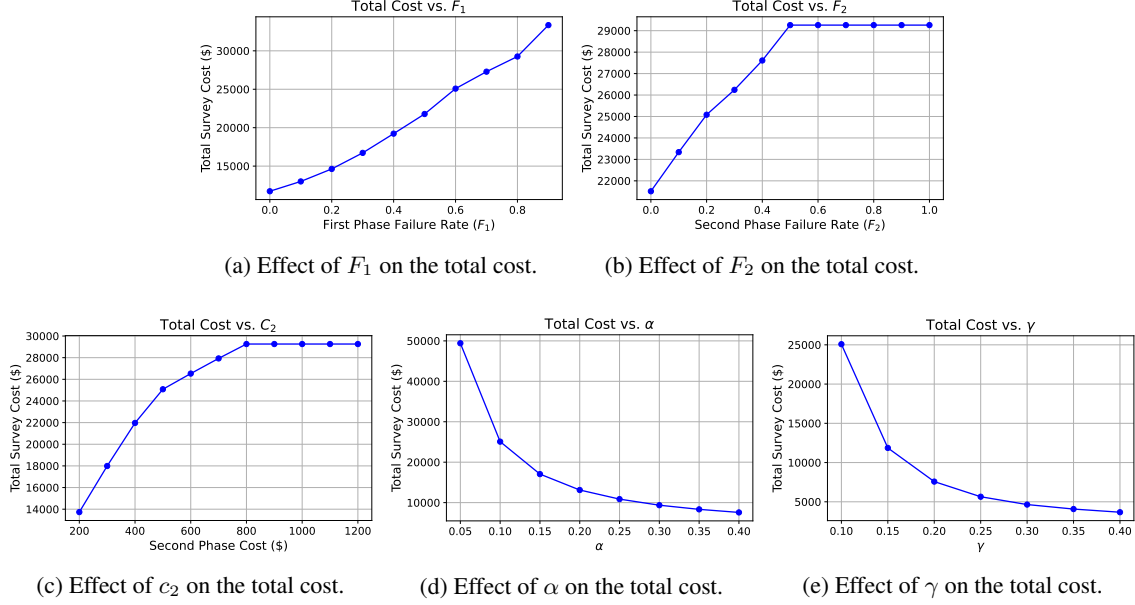 Total Cost vs. F₁
Total Survey Cost ($)
30000
25000
20000
15000
0.0 0.2 0.4 0.6 0.8
First Phase Failure Rate (F₁)
(a) Effect of F₁ on the total cost.
Total Cost vs. F₂
Total Survey Cost ($)
29000
28000
27000
26000
25000
24000
23000
22000
0.0 0.2 0.4 0.6 0.8 1.0
Second Phase Failure Rate (F₂)
(b) Effect of F₂ on the total cost.
Total Cost vs. C₂
Total Survey Cost ($)
30000
28000
26000
24000
22000
20000
18000
16000
14000
200 400 600 800 1000 1200
Second Phase Cost ($)
(c) Effect of c₂ on the total cost.
Total Cost vs. α
Total Survey Cost ($)
50000
40000
30000
20000
10000
0.05 0.10 0.15 0.20 0.25 0.30 0.35 0.40
α
(d) Effect of α on the total cost.
Total Cost vs. γ
Total Survey Cost ($)
25000
20000
15000
10000
5000
0.10 0.15 0.20 0.25 0.30 0.35 0.40
γ
(e) Effect of γ on the total cost.